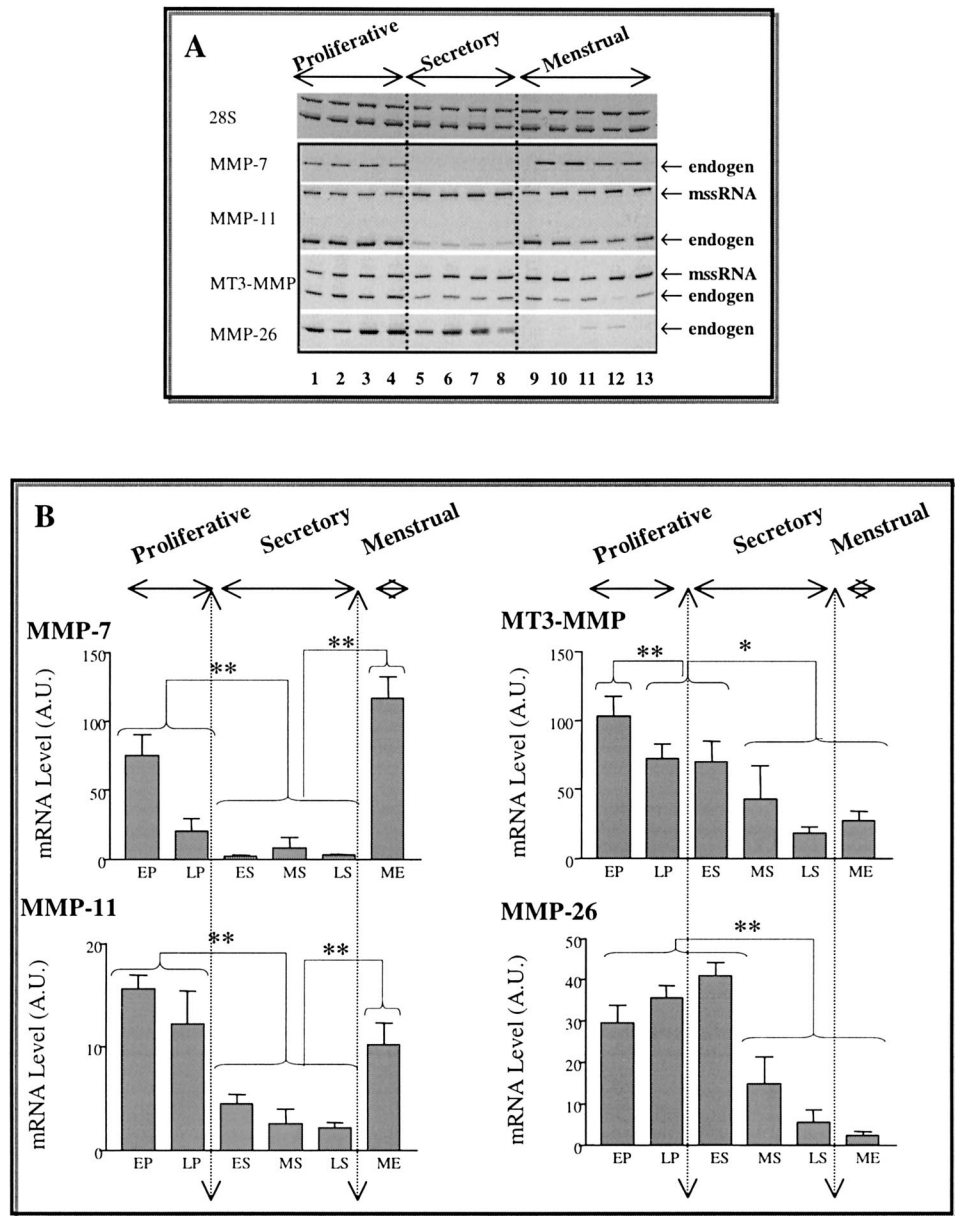 A
Proliferative Secretory Menstrual
28S
MMP-7 ← endogen
← mssRNA
MMP-11
← endogen
← mssRNA
MT3-MMP
← endogen
MMP-26 ← endogen
1 2 3 4 5 6 7 8 9 10 11 12 13
B
Proliferative Secretory Menstrual
MMP-7
mRNA Level (A.U.)
150
100
50
0
** **
EP LP ES MS LS ME
Proliferative Secretory Menstrual
MT3-MMP
mRNA Level (A.U.)
150
100
50
0
** *
EP LP ES MS LS ME
MMP-11
mRNA Level (A.U.)
20
10
0
** **
EP LP ES MS LS ME
MMP-26
mRNA Level (A.U.)
50
40
30
20
10
0
**
EP LP ES MS LS ME